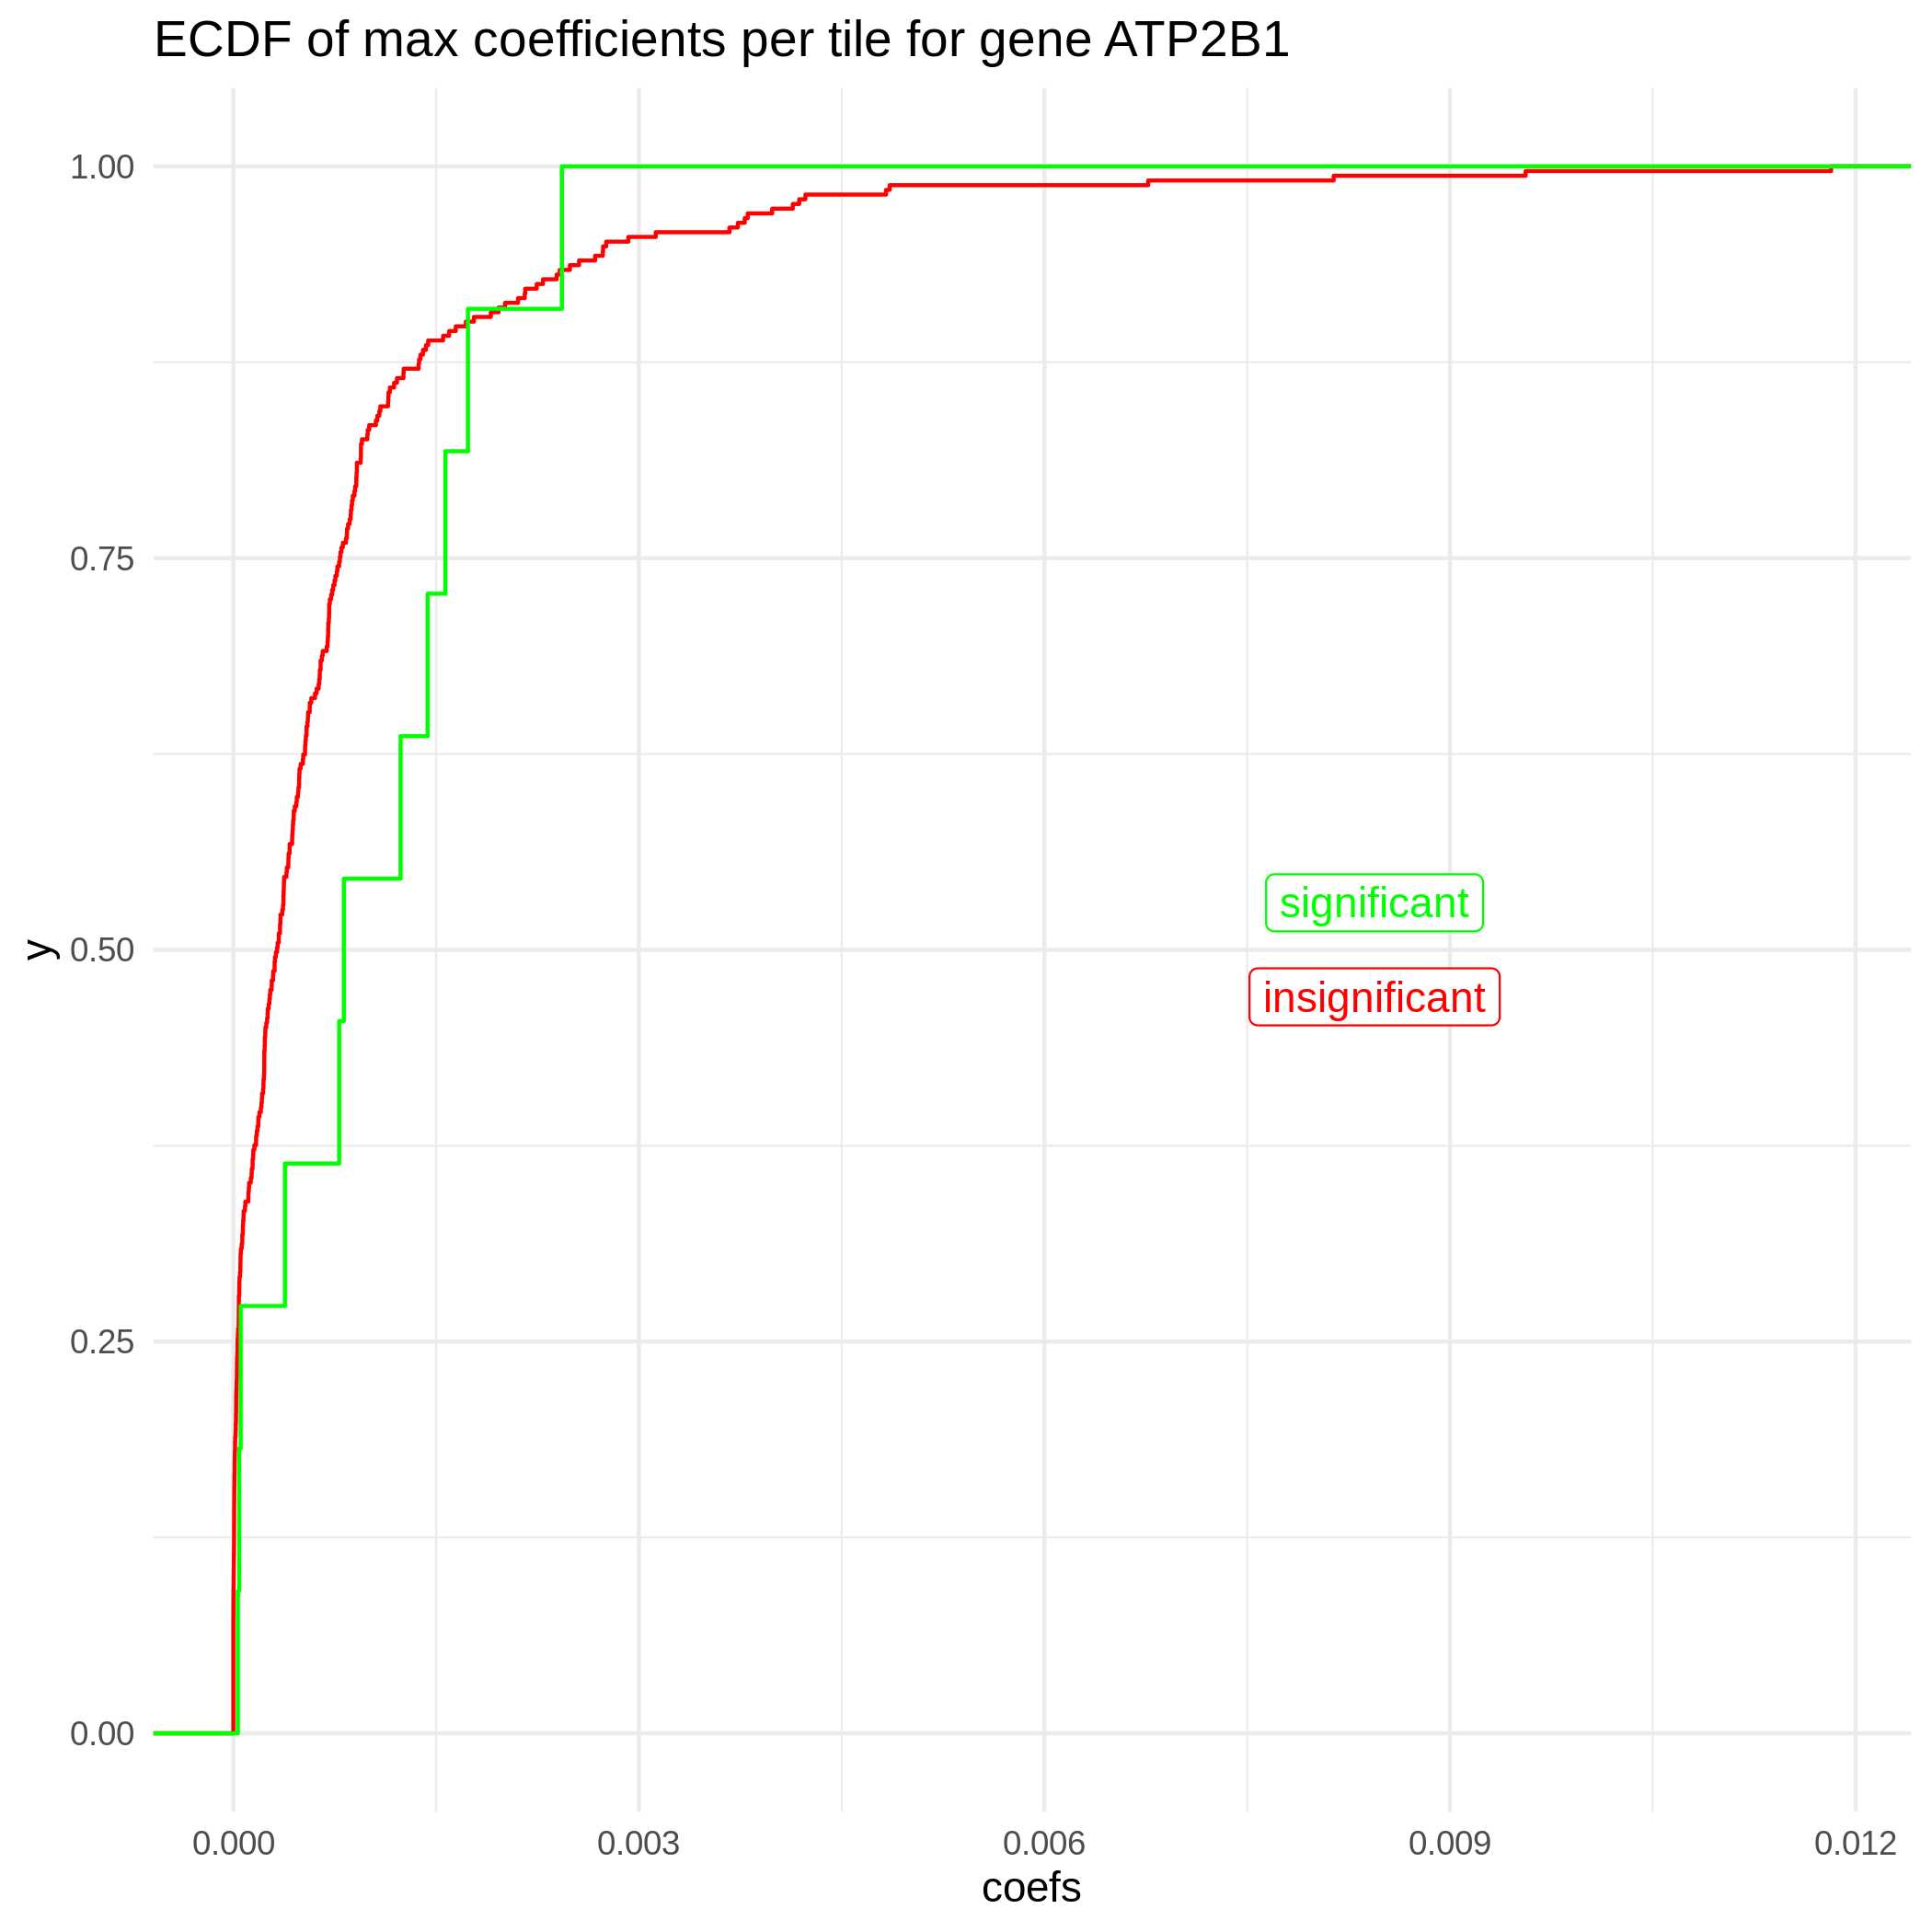 ECDF of max coefficients per tile for gene ATP2B1
1.00
0.75
y
0.50
0.25
0.00
significant
insignificant
0.000 0.003 0.006 0.009 0.012
coefs